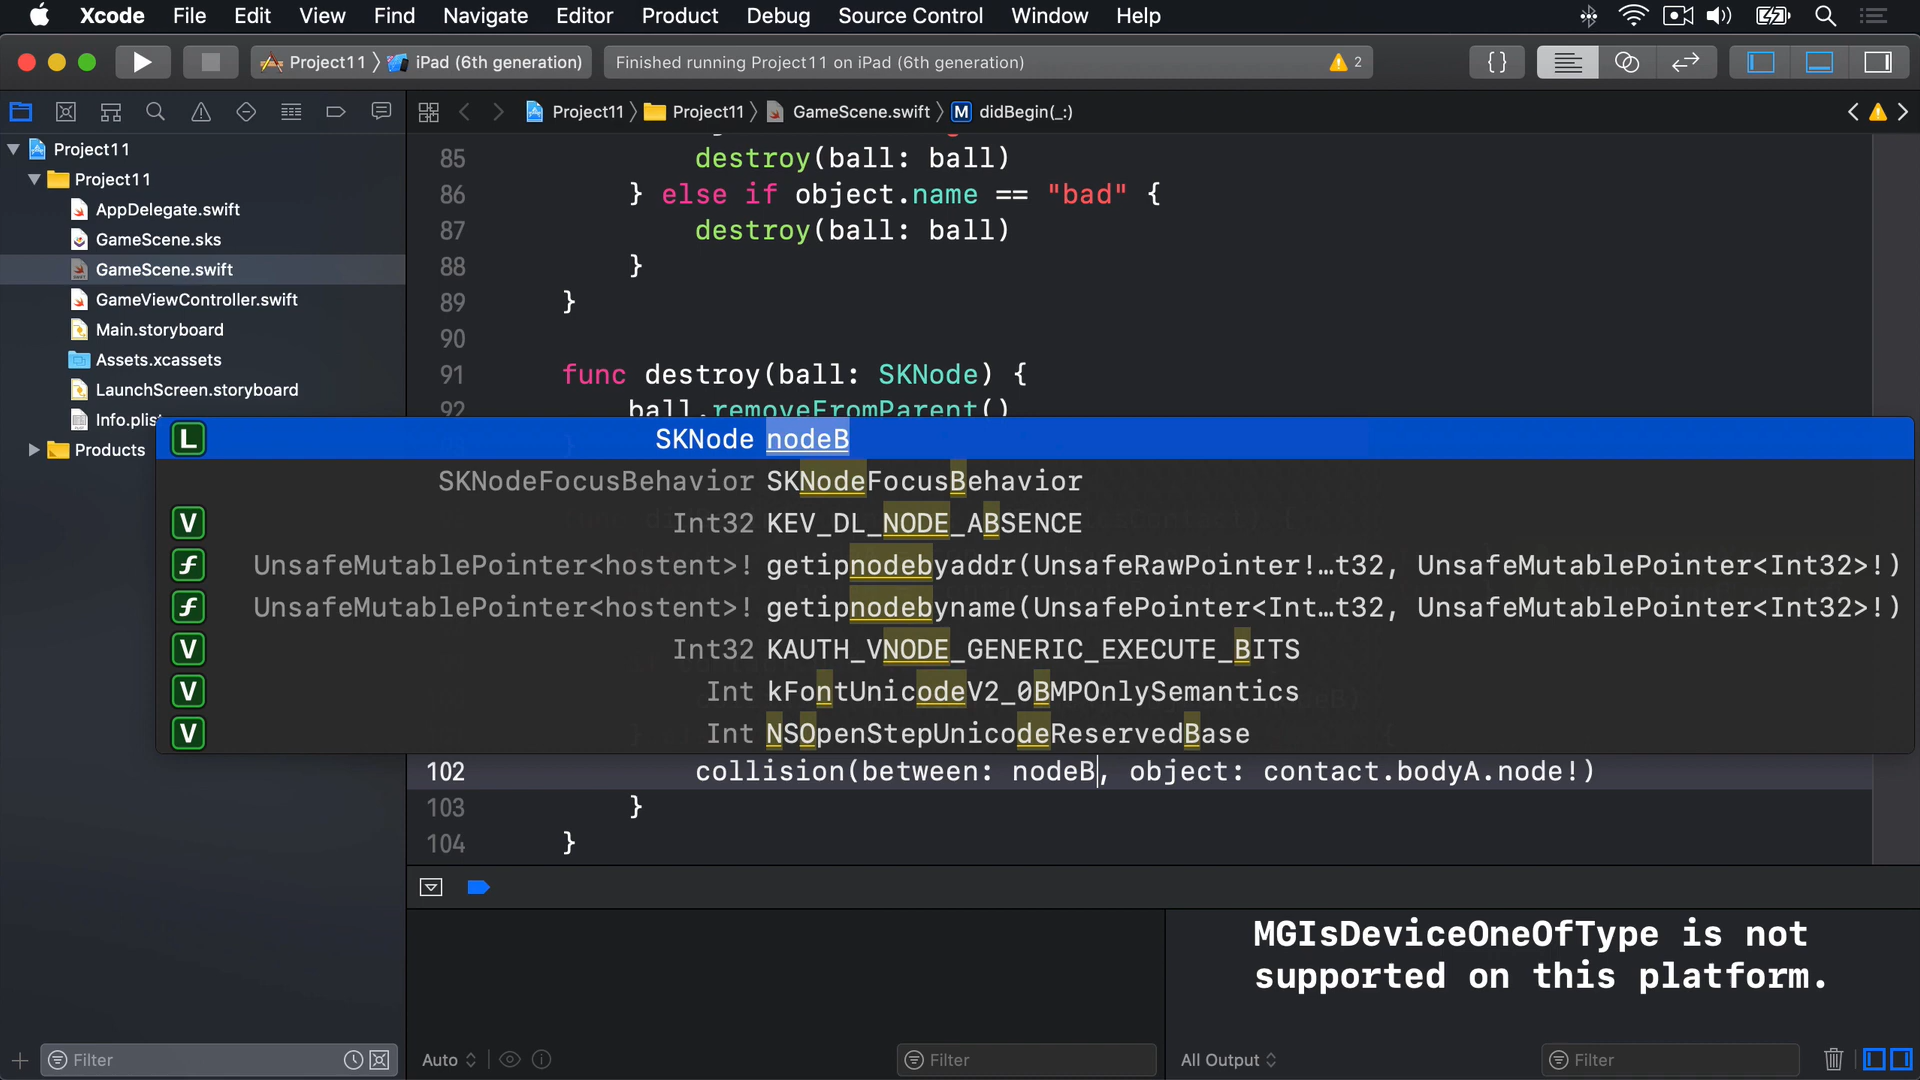 Xcode File Edit View Find Navigate Editor Product Debug Source Control Window Help
Project11 iPad (6th generation) Finished running Project11 on iPad (6th generation) 2 {}
Project11 Project11 GameScene.swift M didBegin(_:)
Project11
Project11
AppDelegate.swift
GameScene.sks
GameScene.swift
GameViewController.swift
Main.storyboard
Assets.xcassets
LaunchScreen.storyboard
Info.plis
Products
85 destroy(ball: ball)
86 } else if object.name == "bad" {
87 destroy(ball: ball)
88 }
89 }
90
91 func destroy(ball: SKNode) {
92 ball.removeFromParent()
L SKNode nodeB
SKNodeFocusBehavior SKNodeFocusBehavior
V Int32 KEV_DL_NODE_ABSENCE
f UnsafeMutablePointer<hostent>! getipnodebyaddr(UnsafeRawPointer!…t32, UnsafeMutablePointer<Int32>!)
f UnsafeMutablePointer<hostent>! getipnodebyname(UnsafePointer<Int…t32, UnsafeMutablePointer<Int32>!)
V Int32 KAUTH_VNODE_GENERIC_EXECUTE_BITS
V Int kFontUnicodeV2_0BMPOnlySemantics
V Int NSOpenStepUnicodeReservedBase
102 collision(between: nodeB, object: contact.bodyA.node!)
103 }
104 }
MGIsDeviceOneOfType is not
supported on this platform.
Filter Auto Filter All Output Filter